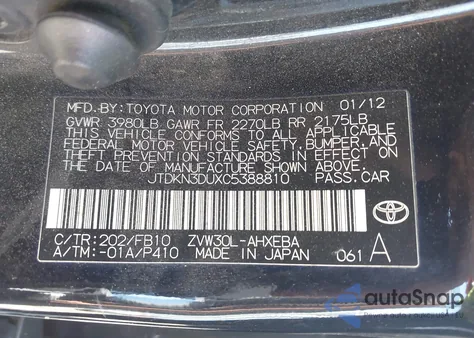 MFD.BY:TOYOTA MOTOR CORPORATION 01/12
GVWR 3980LB GAWR FR 2270LB RR 2175LB
THIS VEHICLE CONFORMS TO ALL APPLICABLE
FEDERAL MOTOR VEHICLE SAFETY,BUMPER,AND
THEFT PREVENTION STANDARDS IN EFFECT ON
THE DATE OF MANUFACTURE SHOWN ABOVE.
JTDKN3DUXC5388810 PASS.CAR
C/TR:202/FB10 ZVW30L-AHXEBA
A/TM:-01A/P410 MADE IN JAPAN 061 A
autoSnap